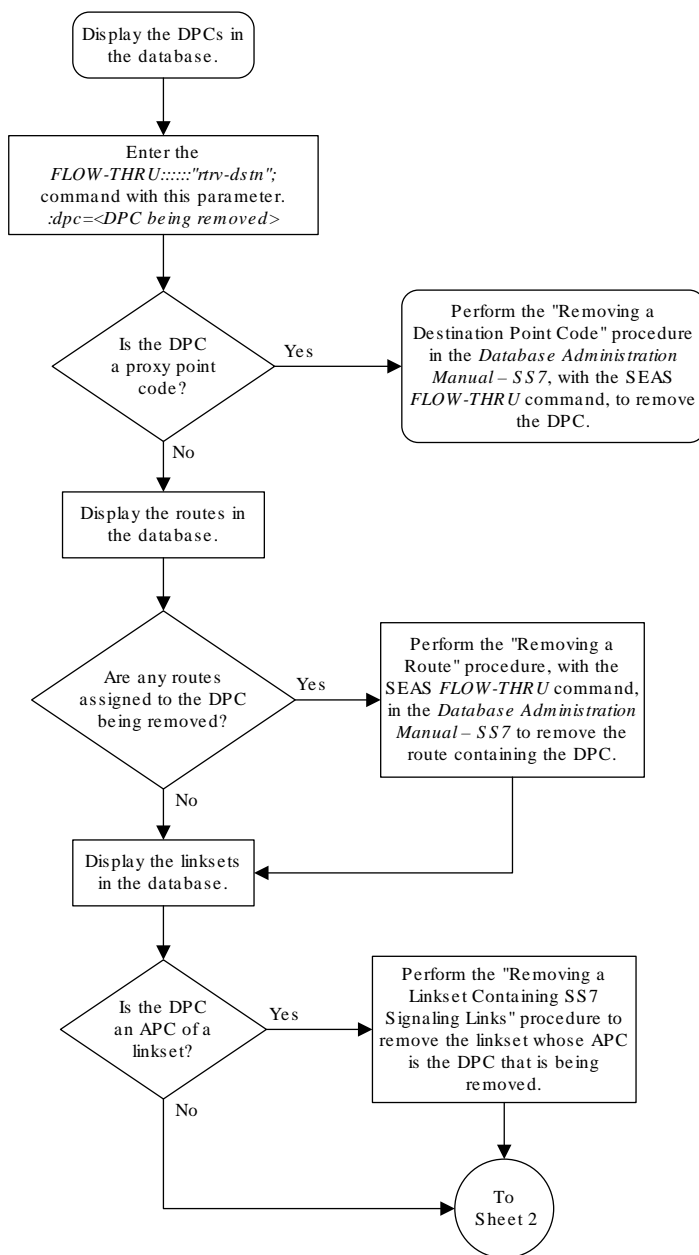 Display the DPCs in
the database.
Enter the
FLOW-THRU::::::"rtrv-dstn";
command with this parameter.
:dpc=<DPC being removed>
Is the DPC
a proxy point
code?
Yes
Perform the "Removing a
Destination Point Code" procedure
in the Database Administration
Manual – SS7, with the SEAS
FLOW-THRU command, to remove
the DPC.
No
Display the routes in
the database.
Are any routes
assigned to the DPC
being removed?
Yes
Perform the "Removing a
Route" procedure, with the
SEAS FLOW-THRU command,
in the Database Administration
Manual – SS7 to remove the
route containing the DPC.
No
Display the linksets
in the database.
Is the DPC
an APC of a
linkset?
Yes
Perform the "Removing a
Linkset Containing SS7
Signaling Links" procedure to
remove the linkset whose APC
is the DPC that is being
removed.
No
To
Sheet 2